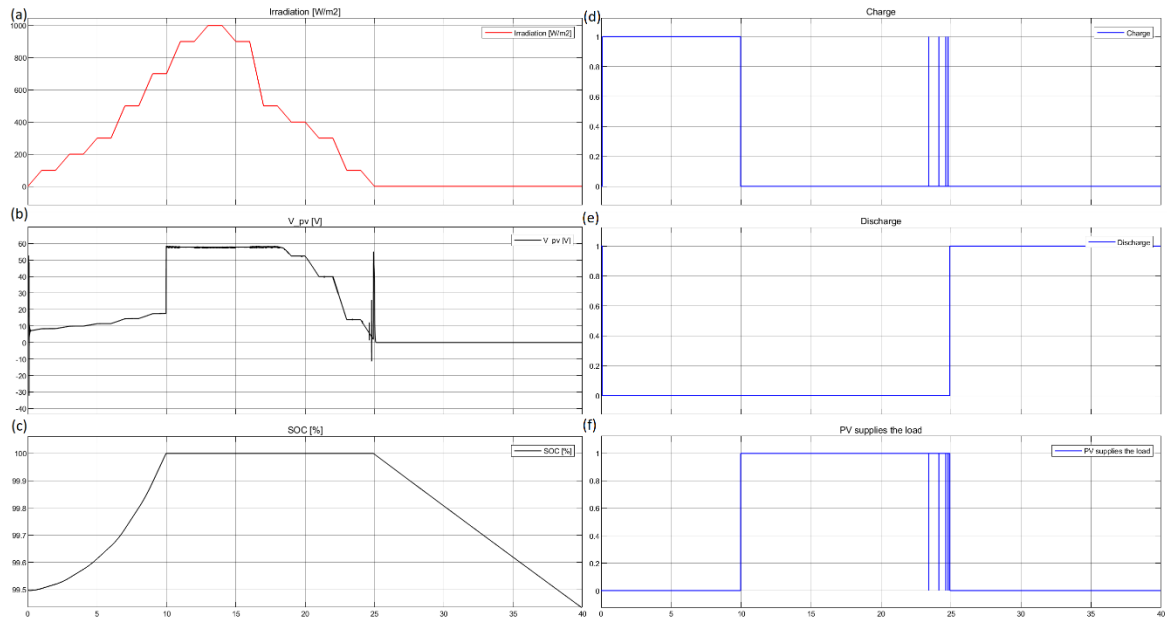 (a)
Irradiation [W/m2]
Irradiation [W/m2]
1000
800
600
400
200
0
(b)
V_pv [V]
V_pv [V]
60
50
40
30
20
10
0
-10
-20
-30
-40
(c)
SOC [%]
SOC [%]
100
99.9
99.8
99.7
99.6
99.5
0 5 10 15 20 25 30 35 40
(d)
Charge
Charge
1
0.8
0.6
0.4
0.2
0
(e)
Discharge
Discharge
1
0.8
0.6
0.4
0.2
0
(f)
PV supplies the load
PV supplies the load
1
0.8
0.6
0.4
0.2
0
0 5 10 15 20 25 30 35 40